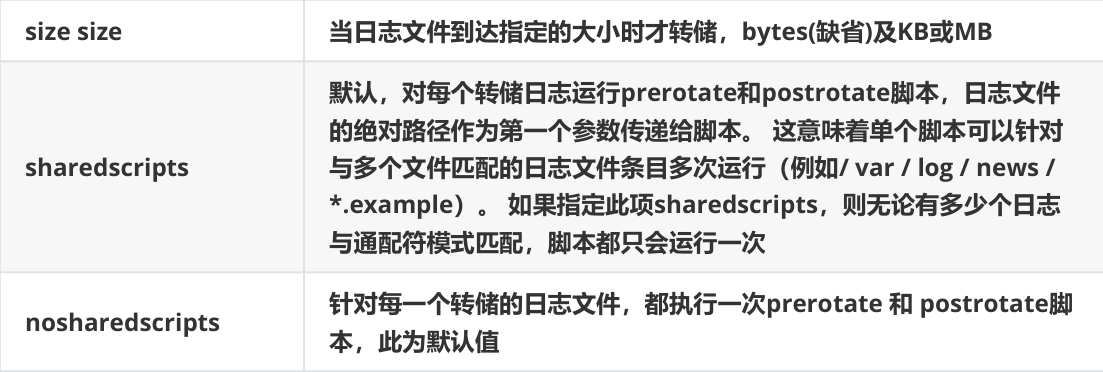 size size
当日志文件到达指定的大小时才转储，bytes(缺省)及KB或MB
sharedscripts
默认，对每个转储日志运行prerotate和postrotate脚本，日志文件
的绝对路径作为第一个参数传递给脚本。 这意味着单个脚本可以针对
与多个文件匹配的日志文件条目多次运行（例如/ var / log / news /
*.example）。 如果指定此项sharedscripts，则无论有多少个日志
与通配符模式匹配，脚本都只会运行一次
nosharedscripts
针对每一个转储的日志文件，都执行一次prerotate 和 postrotate脚
本，此为默认值